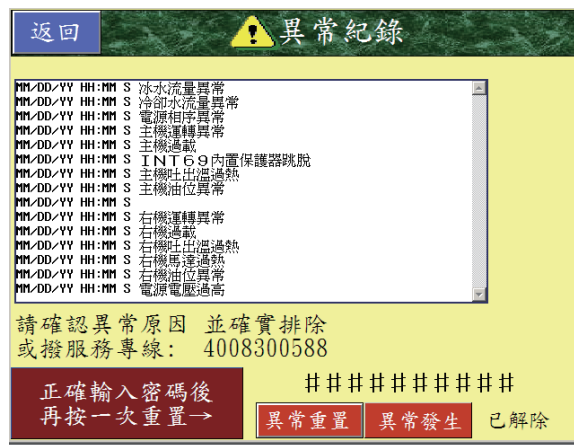 返回
異常紀錄
MM/DD/YY HH:MM S 冰水流量異常
MM/DD/YY HH:MM S 冷卻水流量異常
MM/DD/YY HH:MM S 電源相序異常
MM/DD/YY HH:MM S 主機運轉異常
MM/DD/YY HH:MM S 主機過載
MM/DD/YY HH:MM S ＩＮＴ６９內置保護器跳脫
MM/DD/YY HH:MM S 主機吐出溫過熱
MM/DD/YY HH:MM S 主機油位異常
MM/DD/YY HH:MM S
MM/DD/YY HH:MM S 右機運轉異常
MM/DD/YY HH:MM S 右機過載
MM/DD/YY HH:MM S 右機吐出溫過熱
MM/DD/YY HH:MM S 右機馬達過熱
MM/DD/YY HH:MM S 右機油位異常
MM/DD/YY HH:MM S 電源電壓過高
請確認異常原因 並確實排除
或撥服務專線: 4008300588
正確輸入密碼後
再按一次重置→
##########
異常重置 異常發生 已解除